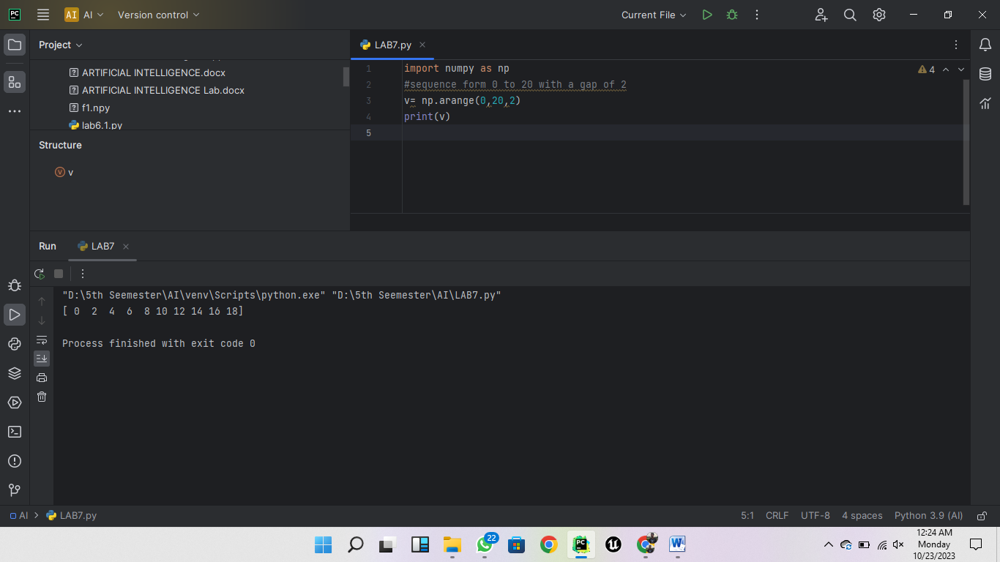 PC AI AI Version control Current File
Project
LAB7.py
ARTIFICIAL INTELLIGENCE.docx
ARTIFICIAL INTELLIGENCE Lab.docx
f1.npy
lab6.1.py
Structure
v v
1 import numpy as np
2 #sequence form 0 to 20 with a gap of 2
3 v= np.arange(0,20,2)
4 print(v)
5
4
Run LAB7
"D:\5th Seemester\AI\venv\Scripts\python.exe" "D:\5th Seemester\AI\LAB7.py"
[ 0  2  4  6  8 10 12 14 16 18]
Process finished with exit code 0
AI LAB7.py 5:1 CRLF UTF-8 4 spaces Python 3.9 (AI)
22
PC
W
12:24 AM
Monday
10/23/2023